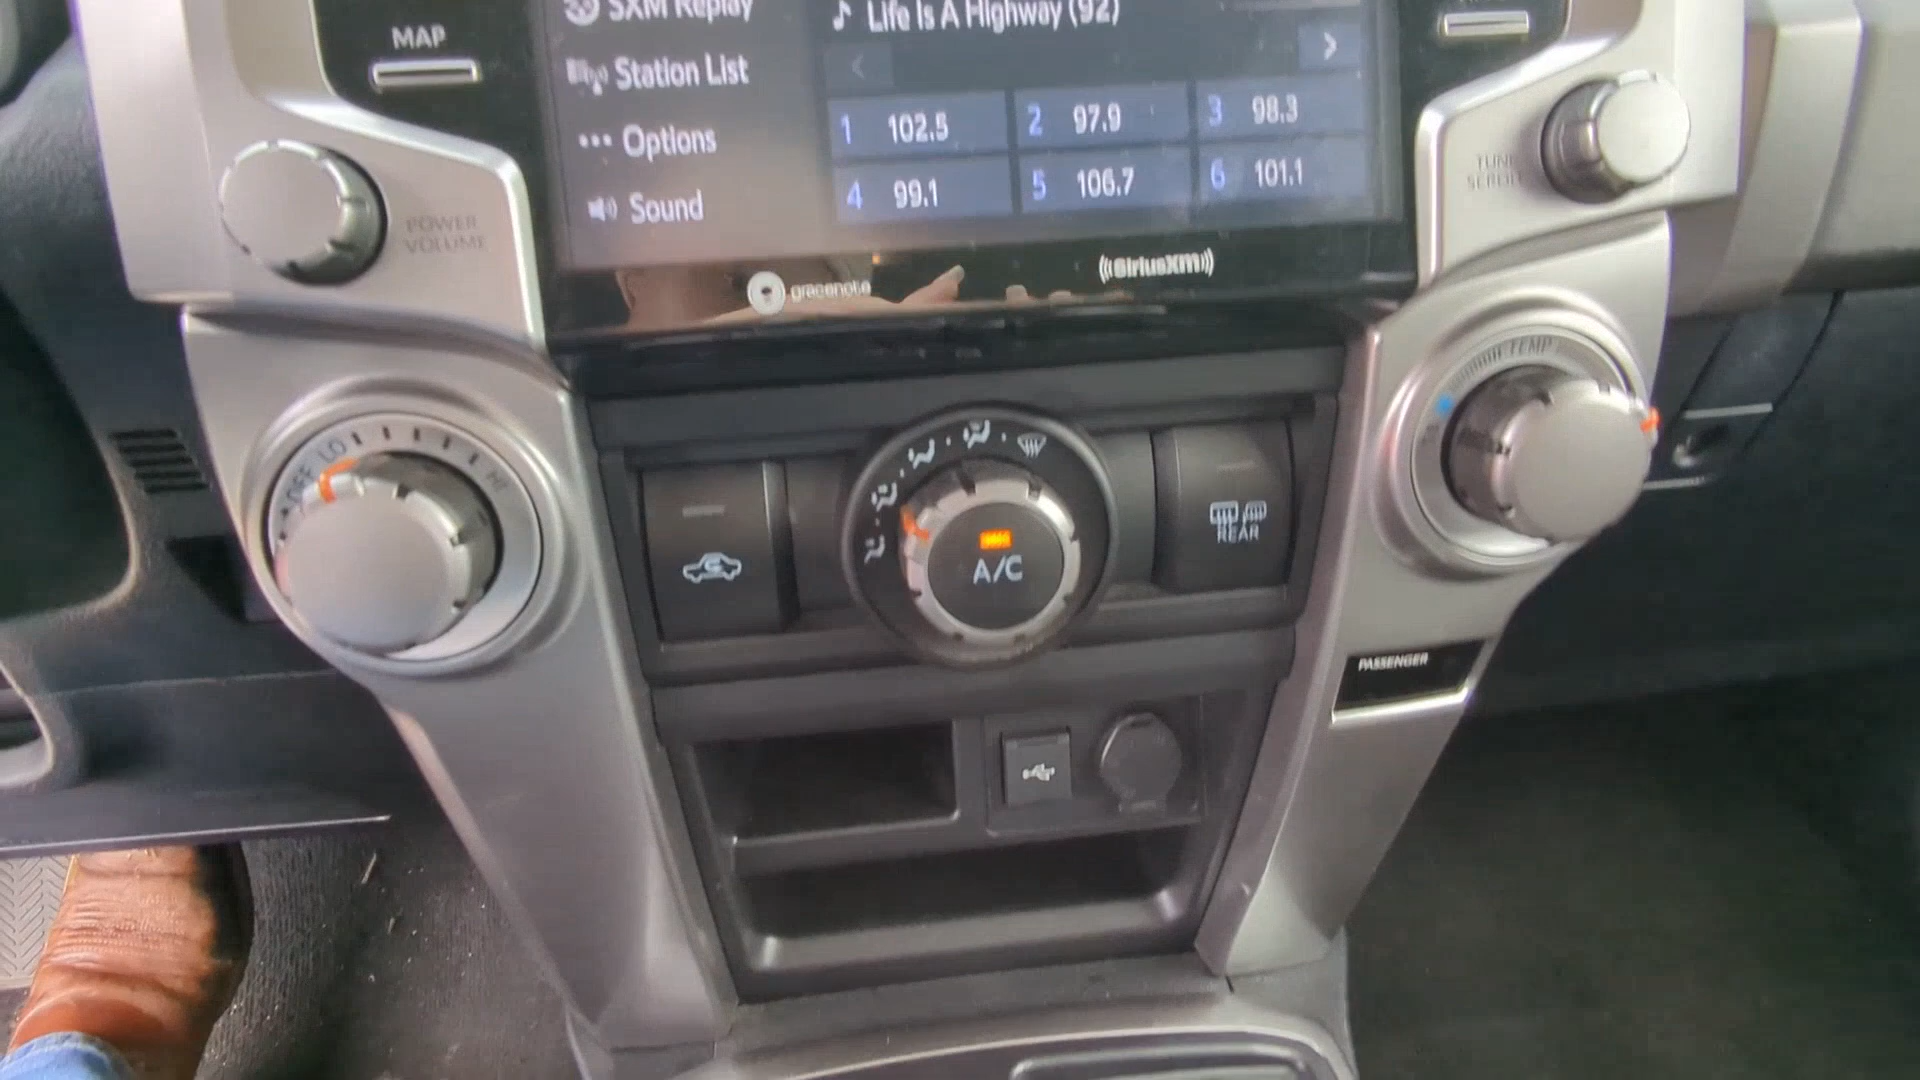 MAP
SXM Replay
Station List
Options
Sound
Life Is A Highway (92)
1 102.5
2 97.9
3 98.3
4 99.1
5 106.7
6 101.1
POWER
VOLUME
TUNE
SCROLL
gracenote
SiriusXM
OFF LO HI
TEMP
A/C
REAR
PASSENGER